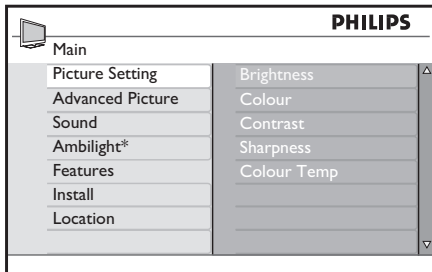 PHILIPS
Main
Picture Setting
Advanced Picture
Sound
Ambilight*
Features
Install
Location
Brightness
Colour
Contrast
Sharpness
Colour Temp